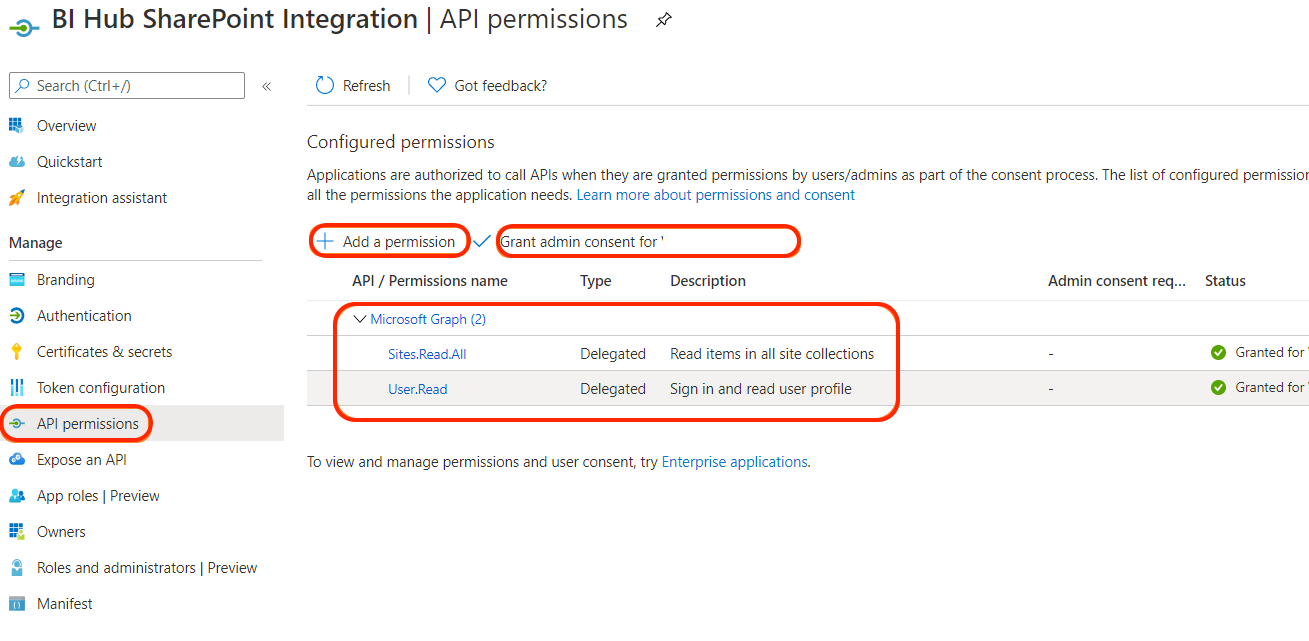 BI Hub SharePoint Integration | API permissions
Search (Ctrl+/)
«
Overview
Quickstart
Integration assistant
Manage
Branding
Authentication
Certificates & secrets
Token configuration
API permissions
Expose an API
App roles | Preview
Owners
Roles and administrators | Preview
Manifest
Refresh
Got feedback?
Configured permissions
Applications are authorized to call APIs when they are granted permissions by users/admins as part of the consent process. The list of configured permission
all the permissions the application needs. Learn more about permissions and consent
Add a permission
Grant admin consent for '
API / Permissions name Type Description Admin consent req... Status
Microsoft Graph (2)
Sites.Read.All Delegated Read items in all site collections - Granted for
User.Read Delegated Sign in and read user profile - Granted for
To view and manage permissions and user consent, try Enterprise applications.